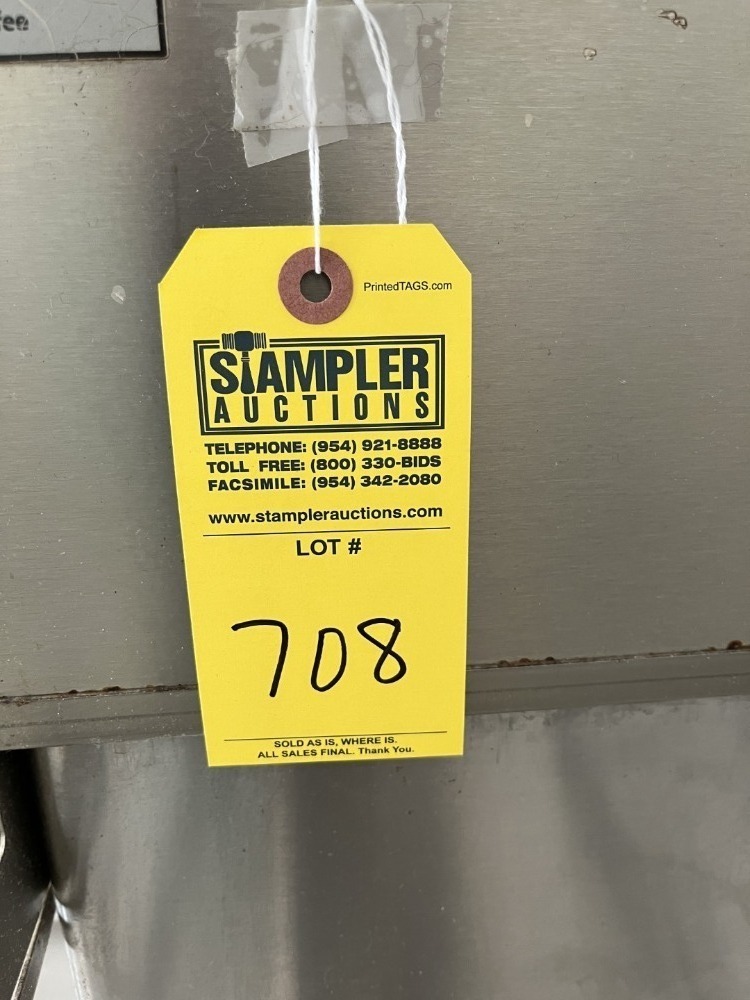 PrintedTAGS.com
STAMPLER
AUCTIONS
TELEPHONE: (954) 921-8888
TOLL FREE: (800) 330-BIDS
FACSIMILE: (954) 342-2080
www.stamplerauctions.com
LOT #
708
SOLD AS IS, WHERE IS.
ALL SALES FINAL. Thank You.